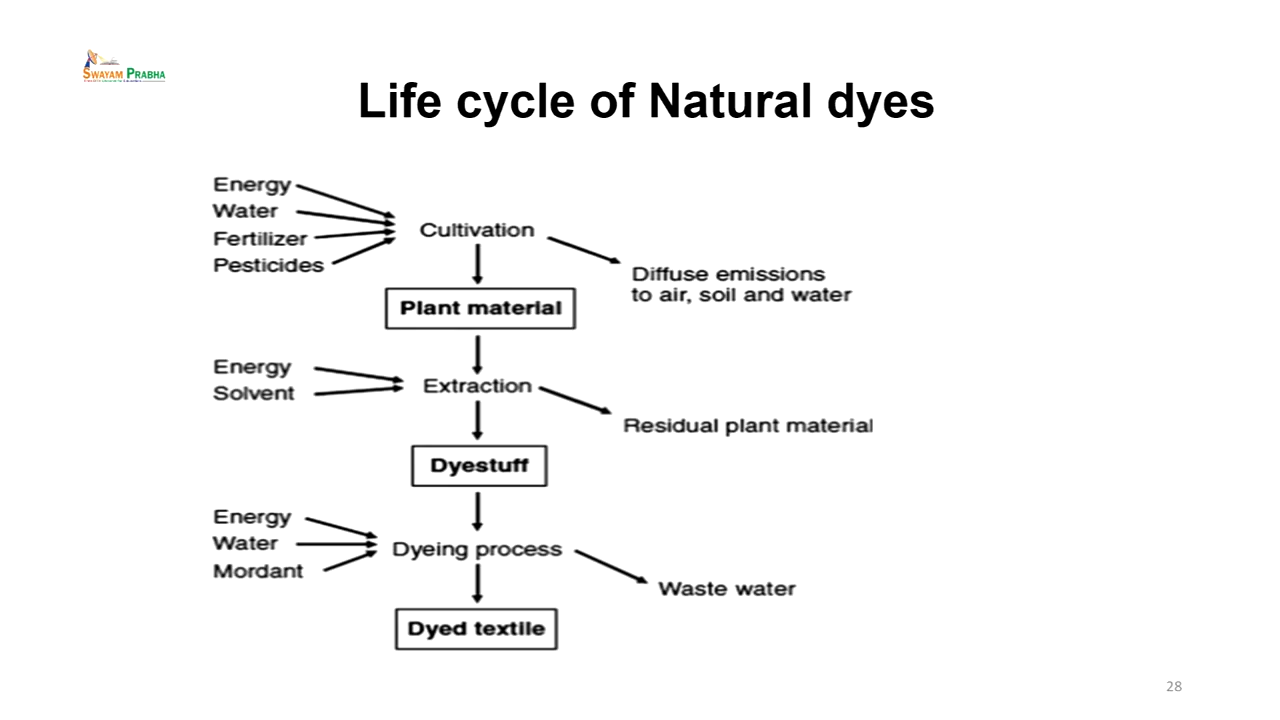 SWAYAM PRABHA
Life cycle of Natural dyes
Energy
Water
Fertilizer
Pesticides
Cultivation
Diffuse emissions
to air, soil and water
Plant material
Energy
Solvent
Extraction
Residual plant material
Dyestuff
Energy
Water
Mordant
Dyeing process
Waste water
Dyed textile
28